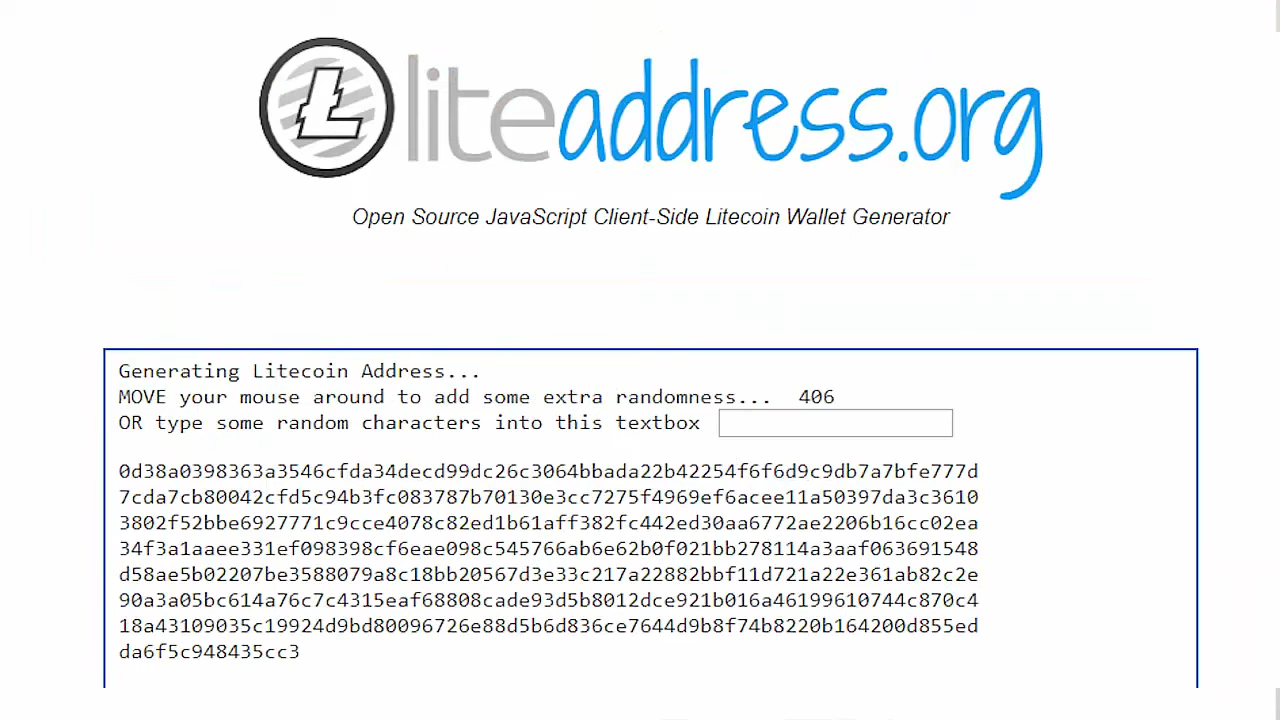 liteaddress.org
Open Source JavaScript Client-Side Litecoin Wallet Generator
Generating Litecoin Address...
MOVE your mouse around to add some extra randomness... 406
OR type some random characters into this textbox
0d38a0398363a3546cfda34decd99dc26c3064bbada22b42254f6f6d9c9db7a7bfe777d
7cda7cb80042cfd5c94b3fc083787b70130e3cc7275f4969ef6acee11a50397da3c3610
3802f52bbe6927771c9cce4078c82ed1b61aff382fc442ed30aa6772ae2206b16cc02ea
34f3a1aaee331ef098398cf6eae098c545766ab6e62b0f021bb278114a3aaf063691548
d58ae5b02207be3588079a8c18bb20567d3e33c217a22882bbf11d721a22e361ab82c2e
90a3a05bc614a76c7c4315eaf68808cade93d5b8012dce921b016a46199610744c870c4
18a43109035c19924d9bd80096726e88d5b6d836ce7644d9b8f74b8220b164200d855ed
da6f5c948435cc3